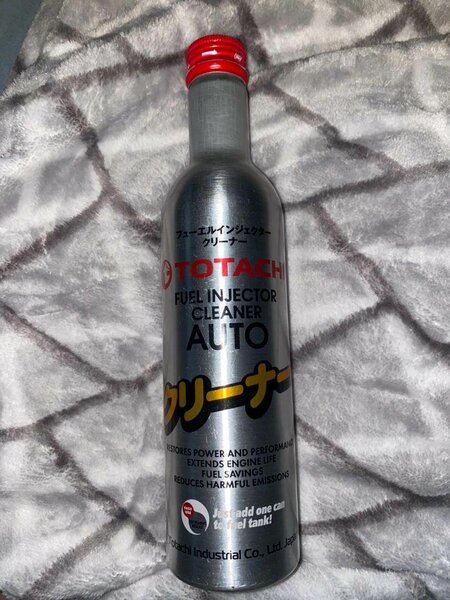 フューエルインジェクター
クリーナー
TOTACHI
FUEL INJECTOR
CLEANER
AUTO
クリーナー
RESTORES POWER AND PERFORMANC
EXTENDS ENGINE LIFE
FUEL SAVINGS
REDUCES HARMFUL EMISSIONS
Just add one can
to fuel tank!
Totachi Industrial Co., Ltd. Japan